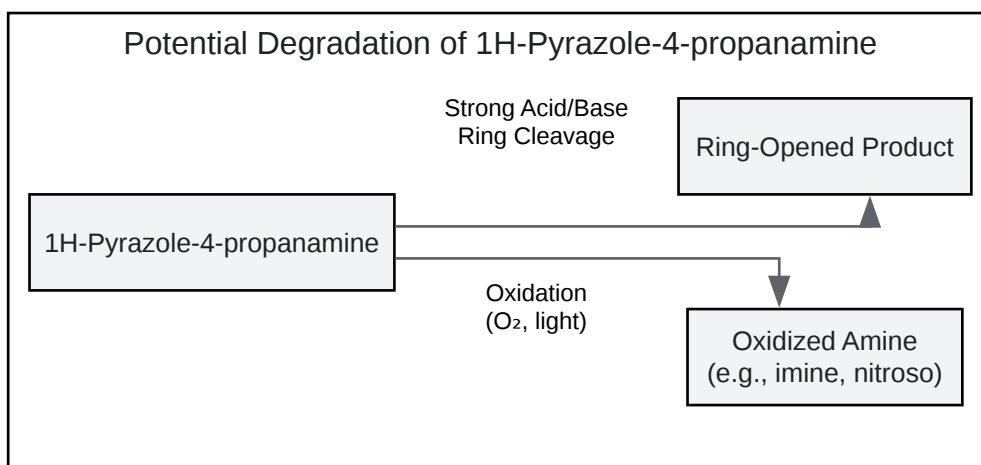 Potential Degradation of 1H-Pyrazole-4-propanamine
Strong Acid/Base
Ring Cleavage
Ring-Opened Product
1H-Pyrazole-4-propanamine
Oxidation
(O₂, light)
Oxidized Amine
(e.g., imine, nitroso)